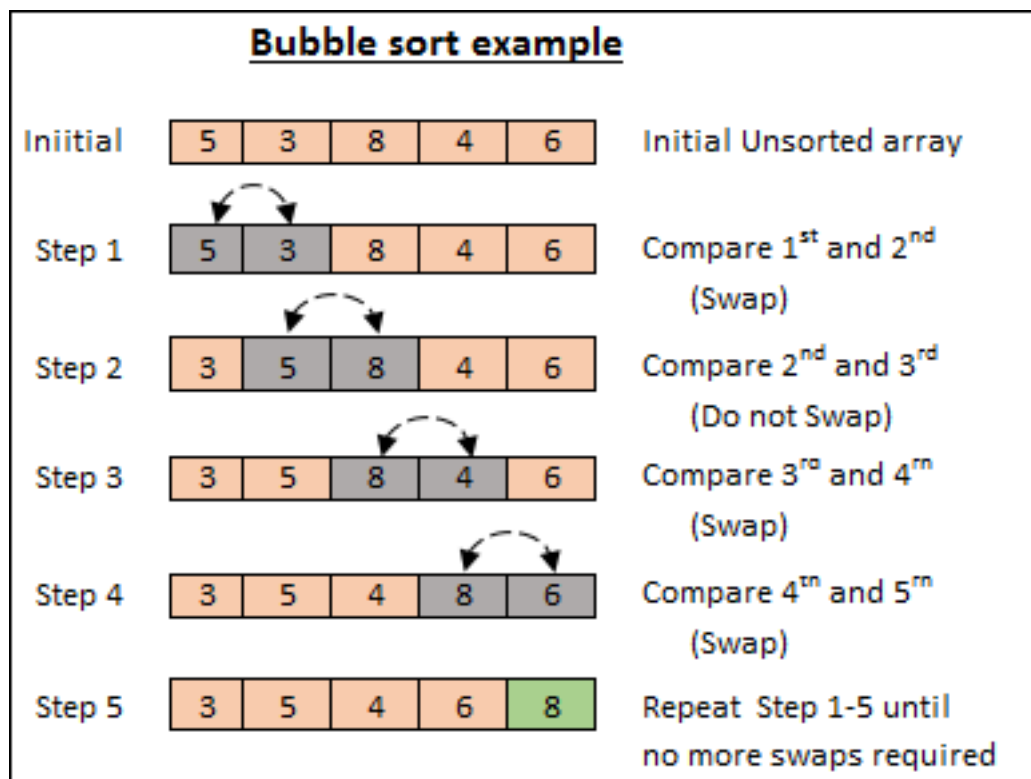 Bubble sort example
Iniitial 5 3 8 4 6 Initial Unsorted array
Step 1 5 3 8 4 6 Compare 1st and 2nd
(Swap)
Step 2 3 5 8 4 6 Compare 2nd and 3rd
(Do not Swap)
Step 3 3 5 8 4 6 Compare 3rd and 4th
(Swap)
Step 4 3 5 4 8 6 Compare 4th and 5th
(Swap)
Step 5 3 5 4 6 8 Repeat Step 1-5 until
no more swaps required